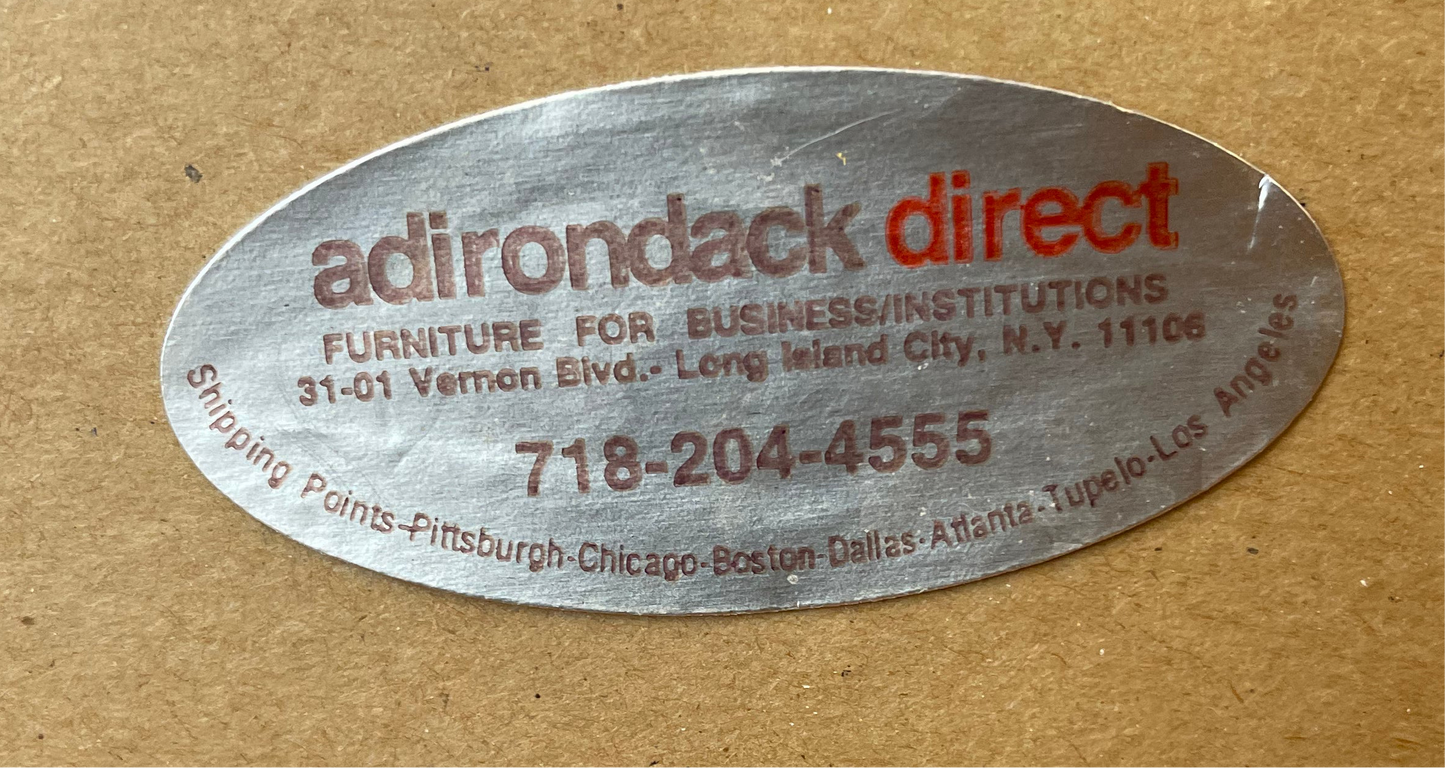 adirondack direct
FURNITURE FOR BUSINESS/INSTITUTIONS
31-01 Vernon Blvd.- Long Island City, N.Y. 11106
718-204-4555
Shipping Points-Pittsburgh-Chicago-Boston-Dallas-Atlanta-Tupelo-Los Angeles